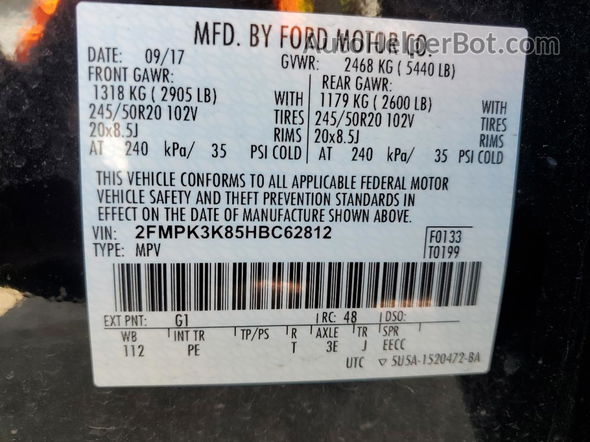 MFD. BY FORD MOTOR CO.
AutoHelperBot.com
DATE: 09/17
GVWR: 2468 KG ( 5440 LB)
FRONT GAWR:
REAR GAWR:
1318 KG ( 2905 LB) WITH
1179 KG ( 2600 LB) WITH
245/50R20 102V TIRES
245/50R20 102V TIRES
20x8.5J RIMS
20x8.5J RIMS
AT 240 kPa/ 35 PSI COLD
AT 240 kPa/ 35 PSI COLD
THIS VEHICLE CONFORMS TO ALL APPLICABLE FEDERAL MOTOR
VEHICLE SAFETY AND THEFT PREVENTION STANDARDS IN
EFFECT ON THE DATE OF MANUFACTURE SHOWN ABOVE.
VIN: 2FMPK3K85HBC62812
F0133
TYPE: MPV
T0199
EXT PNT: G1 RC: 48 DSO:
WB INT TR TP/PS R AXLE TR SPR
112 PE T 3E J EECC
UTC ▽ 5U5A-1520472-BA